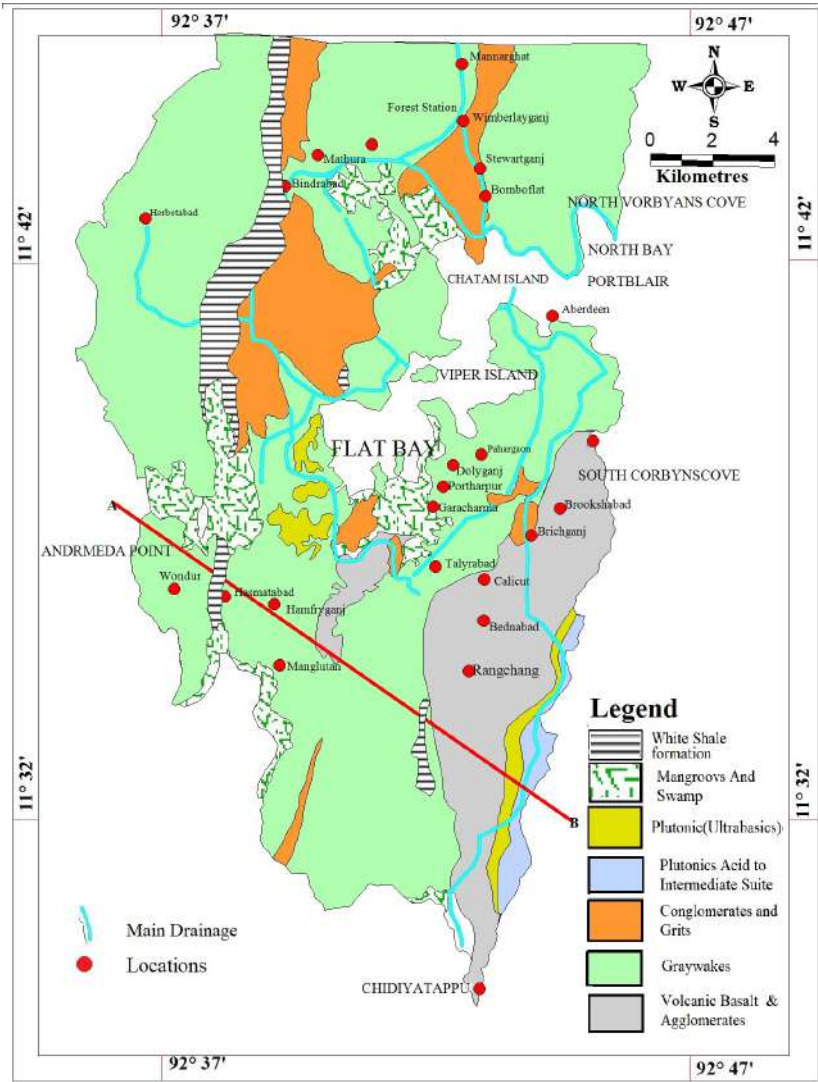 92° 37'
92° 47'
N
W E
S
0 2 4
Kilometres
Mannarghat
Forest Station
Wimberlayganj
Mathura
Stewartganj
Bindrabad
Bomboflat
NORTH VORBYANS COVE
Herbotabad
11° 42'
11° 42'
NORTH BAY
CHATAM ISLAND
PORTBLAIR
Aberdeen
VIPER ISLAND
FLAT BAY
Pahargaon
Dolyganj
SOUTH CORBYNSCOVE
Portharpur
A
Garacharma
Brookshabad
Brichganj
ANDRMEDA POINT
Talyrabad
Wondur
Calicut
Hasmatabad
Hamfryganj
Bednabad
Manglutan
Rangchang
Legend
White Shale
formation
Mangroovs And
Swamp
11° 32'
11° 32'
B
Plutonic(Ultrabasics)
Plutonics Acid to
Intermediate Suite
Conglomerates and
Grits
Main Drainage
Graywakes
Locations
CHIDIYATAPPU
Volcanic Basalt &
Agglomerates
92° 37'
92° 47'